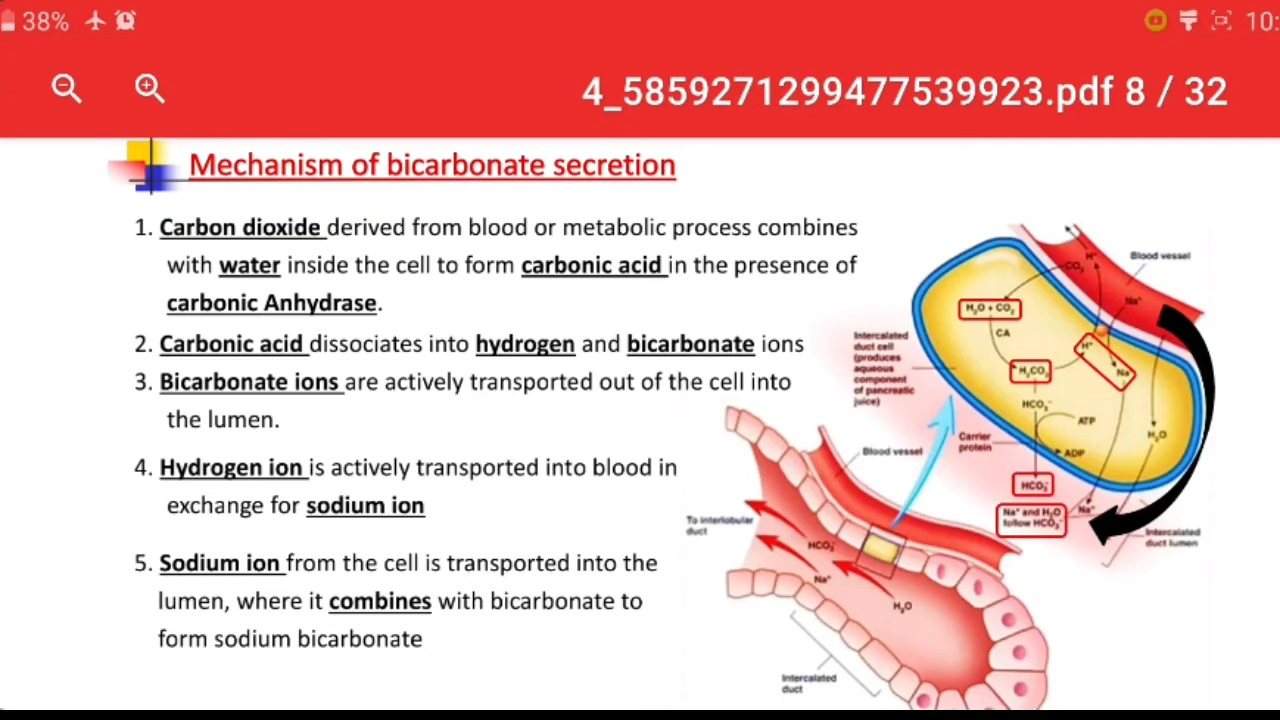 38%
10:
4_5859271299477539923.pdf 8 / 32
Mechanism of bicarbonate secretion
1. Carbon dioxide derived from blood or metabolic process combines
with water inside the cell to form carbonic acid in the presence of
carbonic Anhydrase.
2. Carbonic acid dissociates into hydrogen and bicarbonate ions
3. Bicarbonate ions are actively transported out of the cell into
the lumen.
4. Hydrogen ion is actively transported into blood in
exchange for sodium ion
5. Sodium ion from the cell is transported into the
lumen, where it combines with bicarbonate to
form sodium bicarbonate
H⁺
CO₂
Blood vessel
Na⁺
H₂O + CO₂
CA
Intercalated
duct cell
(produces
aqueous
component
of pancreatic
juice)
H⁺
Na⁺
H₂CO₃
HCO₃⁻
ATP
H₂O
Carrier
protein
ADP
HCO₃⁻
Na⁺ and H₂O
follow HCO₃⁻
Na⁺
Intercalated
duct lumen
Blood vessel
To interlobular
duct
HCO₃⁻
Na⁺
H₂O
Intercalated
duct